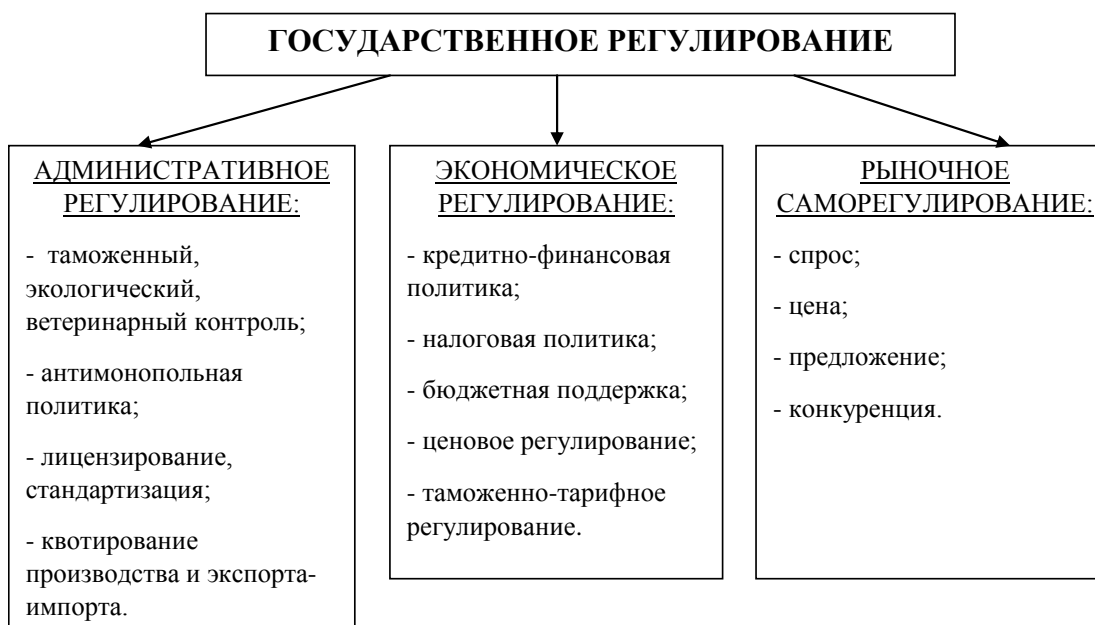 ГОСУДАРСТВЕННОЕ РЕГУЛИРОВАНИЕ
АДМИНИСТРАТИВНОЕ
РЕГУЛИРОВАНИЕ:
- таможенный,
экологический,
ветеринарный контроль;
- антимонопольная
политика;
- лицензирование,
стандартизация;
- квотирование
производства и экспорта-
импорта.
ЭКОНОМИЧЕСКОЕ
РЕГУЛИРОВАНИЕ:
- кредитно-финансовая
политика;
- налоговая политика;
- бюджетная поддержка;
- ценовое регулирование;
- таможенно-тарифное
регулирование.
РЫНОЧНОЕ
САМОРЕГУЛИРОВАНИЕ:
- спрос;
- цена;
- предложение;
- конкуренция.